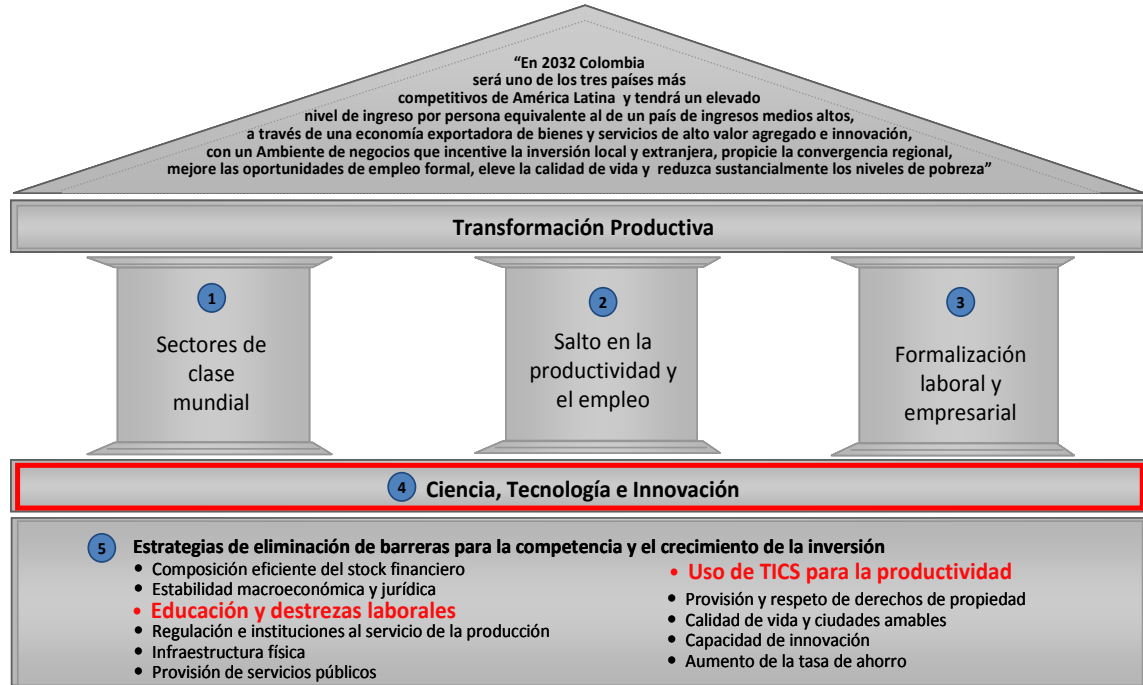 “En 2032 Colombia
será uno de los tres países más
competitivos de América Latina y tendrá un elevado
nivel de ingreso por persona equivalente al de un país de ingresos medios altos,
a través de una economía exportadora de bienes y servicios de alto valor agregado e innovación,
con un Ambiente de negocios que incentive la inversión local y extranjera, propicie la convergencia regional,
mejore las oportunidades de empleo formal, eleve la calidad de vida y reduzca sustancialmente los niveles de pobreza”
Transformación Productiva
1
Sectores de
clase
mundial
2
Salto en la
productividad y
el empleo
3
Formalización
laboral y
empresarial
4 Ciencia, Tecnología e Innovación
5 Estrategias de eliminación de barreras para la competencia y el crecimiento de la inversión
• Composición eficiente del stock financiero
• Estabilidad macroeconómica y jurídica
• Educación y destrezas laborales
• Regulación e instituciones al servicio de la producción
• Infraestructura física
• Provisión de servicios públicos
• Uso de TICS para la productividad
• Provisión y respeto de derechos de propiedad
• Calidad de vida y ciudades amables
• Capacidad de innovación
• Aumento de la tasa de ahorro